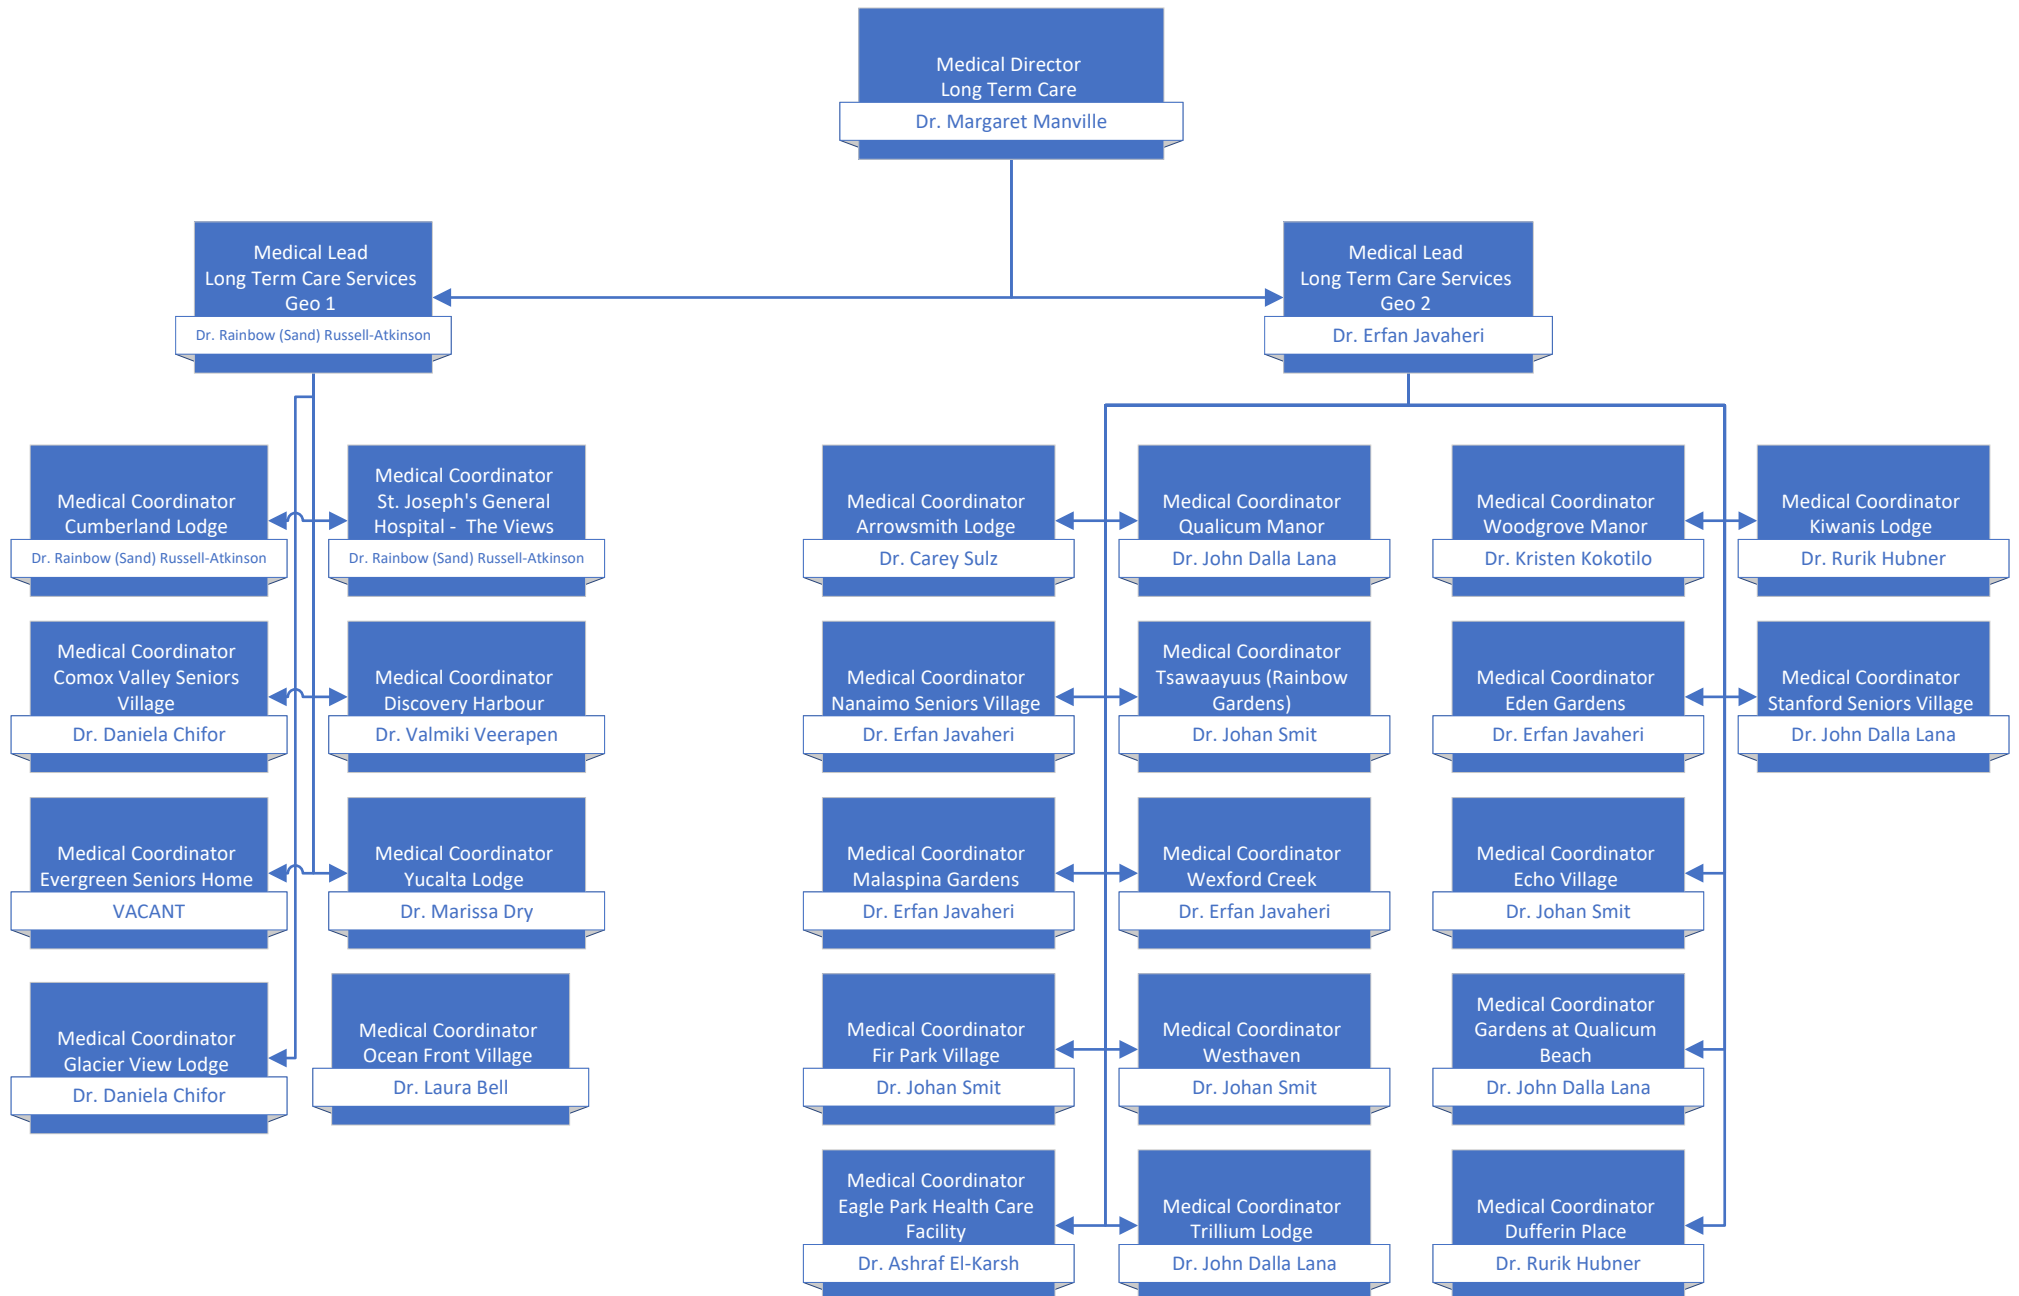 Medical Director
Long Term Care
Dr. Margaret Manville
Medical Lead
Long Term Care Services
Geo 1
Dr. Rainbow (Sand) Russell-Atkinson
Medical Lead
Long Term Care Services
Geo 2
Dr. Erfan Javaheri
Medical Coordinator
Cumberland Lodge
Dr. Rainbow (Sand) Russell-Atkinson
Medical Coordinator
St. Joseph's General
Hospital - The Views
Dr. Rainbow (Sand) Russell-Atkinson
Medical Coordinator
Arrowsmith Lodge
Dr. Carey Sulz
Medical Coordinator
Qualicum Manor
Dr. John Dalla Lana
Medical Coordinator
Woodgrove Manor
Dr. Kristen Kokotilo
Medical Coordinator
Kiwanis Lodge
Dr. Rurik Hubner
Medical Coordinator
Comox Valley Seniors
Village
Dr. Daniela Chifor
Medical Coordinator
Discovery Harbour
Dr. Valmiki Veerapen
Medical Coordinator
Nanaimo Seniors Village
Dr. Erfan Javaheri
Medical Coordinator
Tsawaayuus (Rainbow
Gardens)
Dr. Johan Smit
Medical Coordinator
Eden Gardens
Dr. Erfan Javaheri
Medical Coordinator
Stanford Seniors Village
Dr. John Dalla Lana
Medical Coordinator
Evergreen Seniors Home
VACANT
Medical Coordinator
Yucalta Lodge
Dr. Marissa Dry
Medical Coordinator
Malaspina Gardens
Dr. Erfan Javaheri
Medical Coordinator
Wexford Creek
Dr. Erfan Javaheri
Medical Coordinator
Echo Village
Dr. Johan Smit
Medical Coordinator
Glacier View Lodge
Dr. Daniela Chifor
Medical Coordinator
Ocean Front Village
Dr. Laura Bell
Medical Coordinator
Fir Park Village
Dr. Johan Smit
Medical Coordinator
Westhaven
Dr. Johan Smit
Medical Coordinator
Gardens at Qualicum
Beach
Dr. John Dalla Lana
Medical Coordinator
Eagle Park Health Care
Facility
Dr. Ashraf El-Karsh
Medical Coordinator
Trillium Lodge
Dr. John Dalla Lana
Medical Coordinator
Dufferin Place
Dr. Rurik Hubner